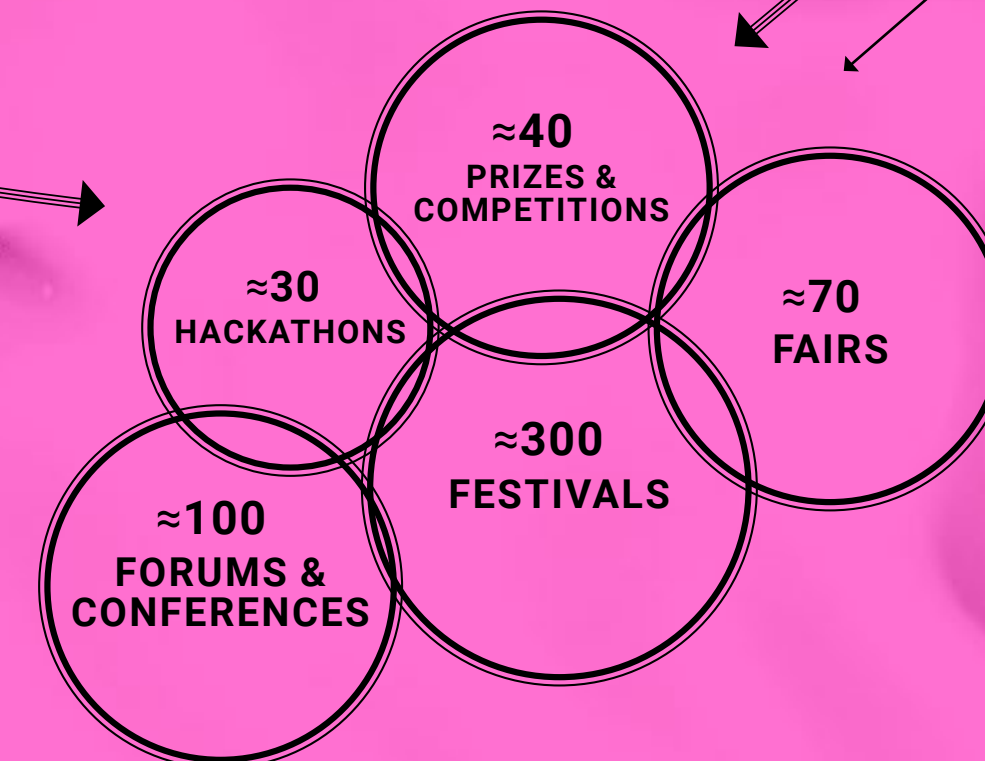 ≈40
PRIZES &
COMPETITIONS
≈30
HACKATHONS
≈70
FAIRS
≈300
FESTIVALS
≈100
FORUMS &
CONFERENCES